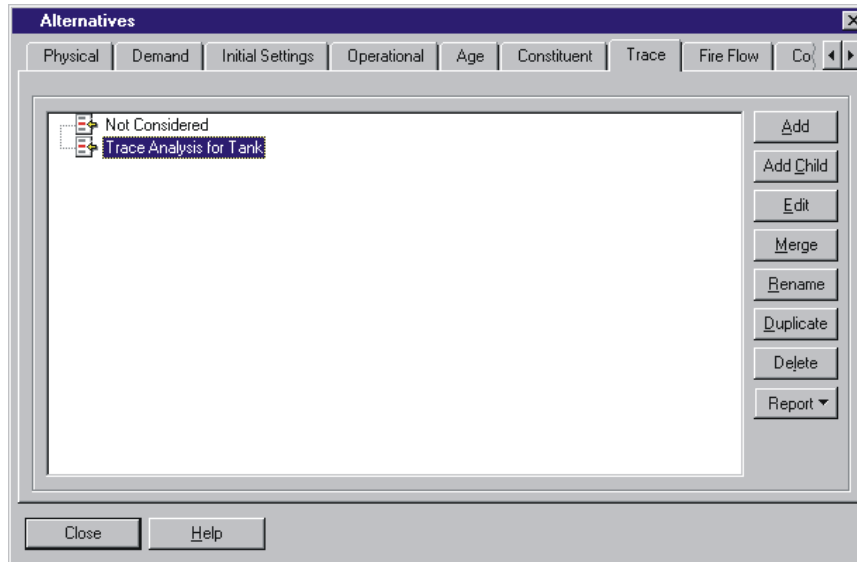 Alternatives
Physical Demand Initial Settings Operational Age Constituent Trace Fire Flow Co
Not Considered
Trace Analysis for Tank
Add
Add Child
Edit
Merge
Rename
Duplicate
Delete
Report
Close Help